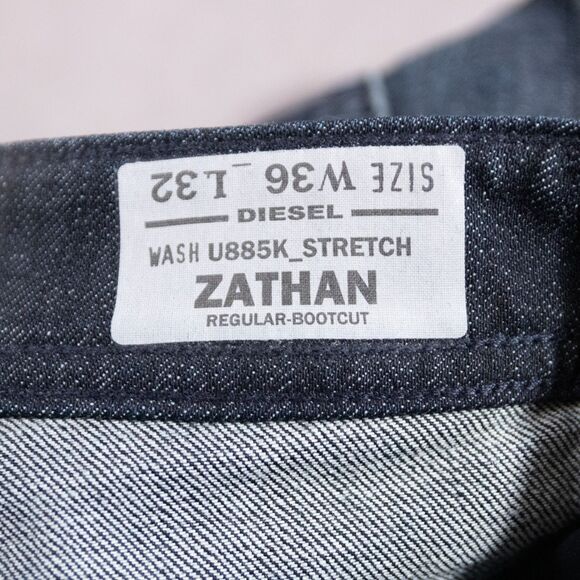 SIZE W36_L32
DIESEL
WASH U885K_STRETCH
ZATHAN
REGULAR-BOOTCUT